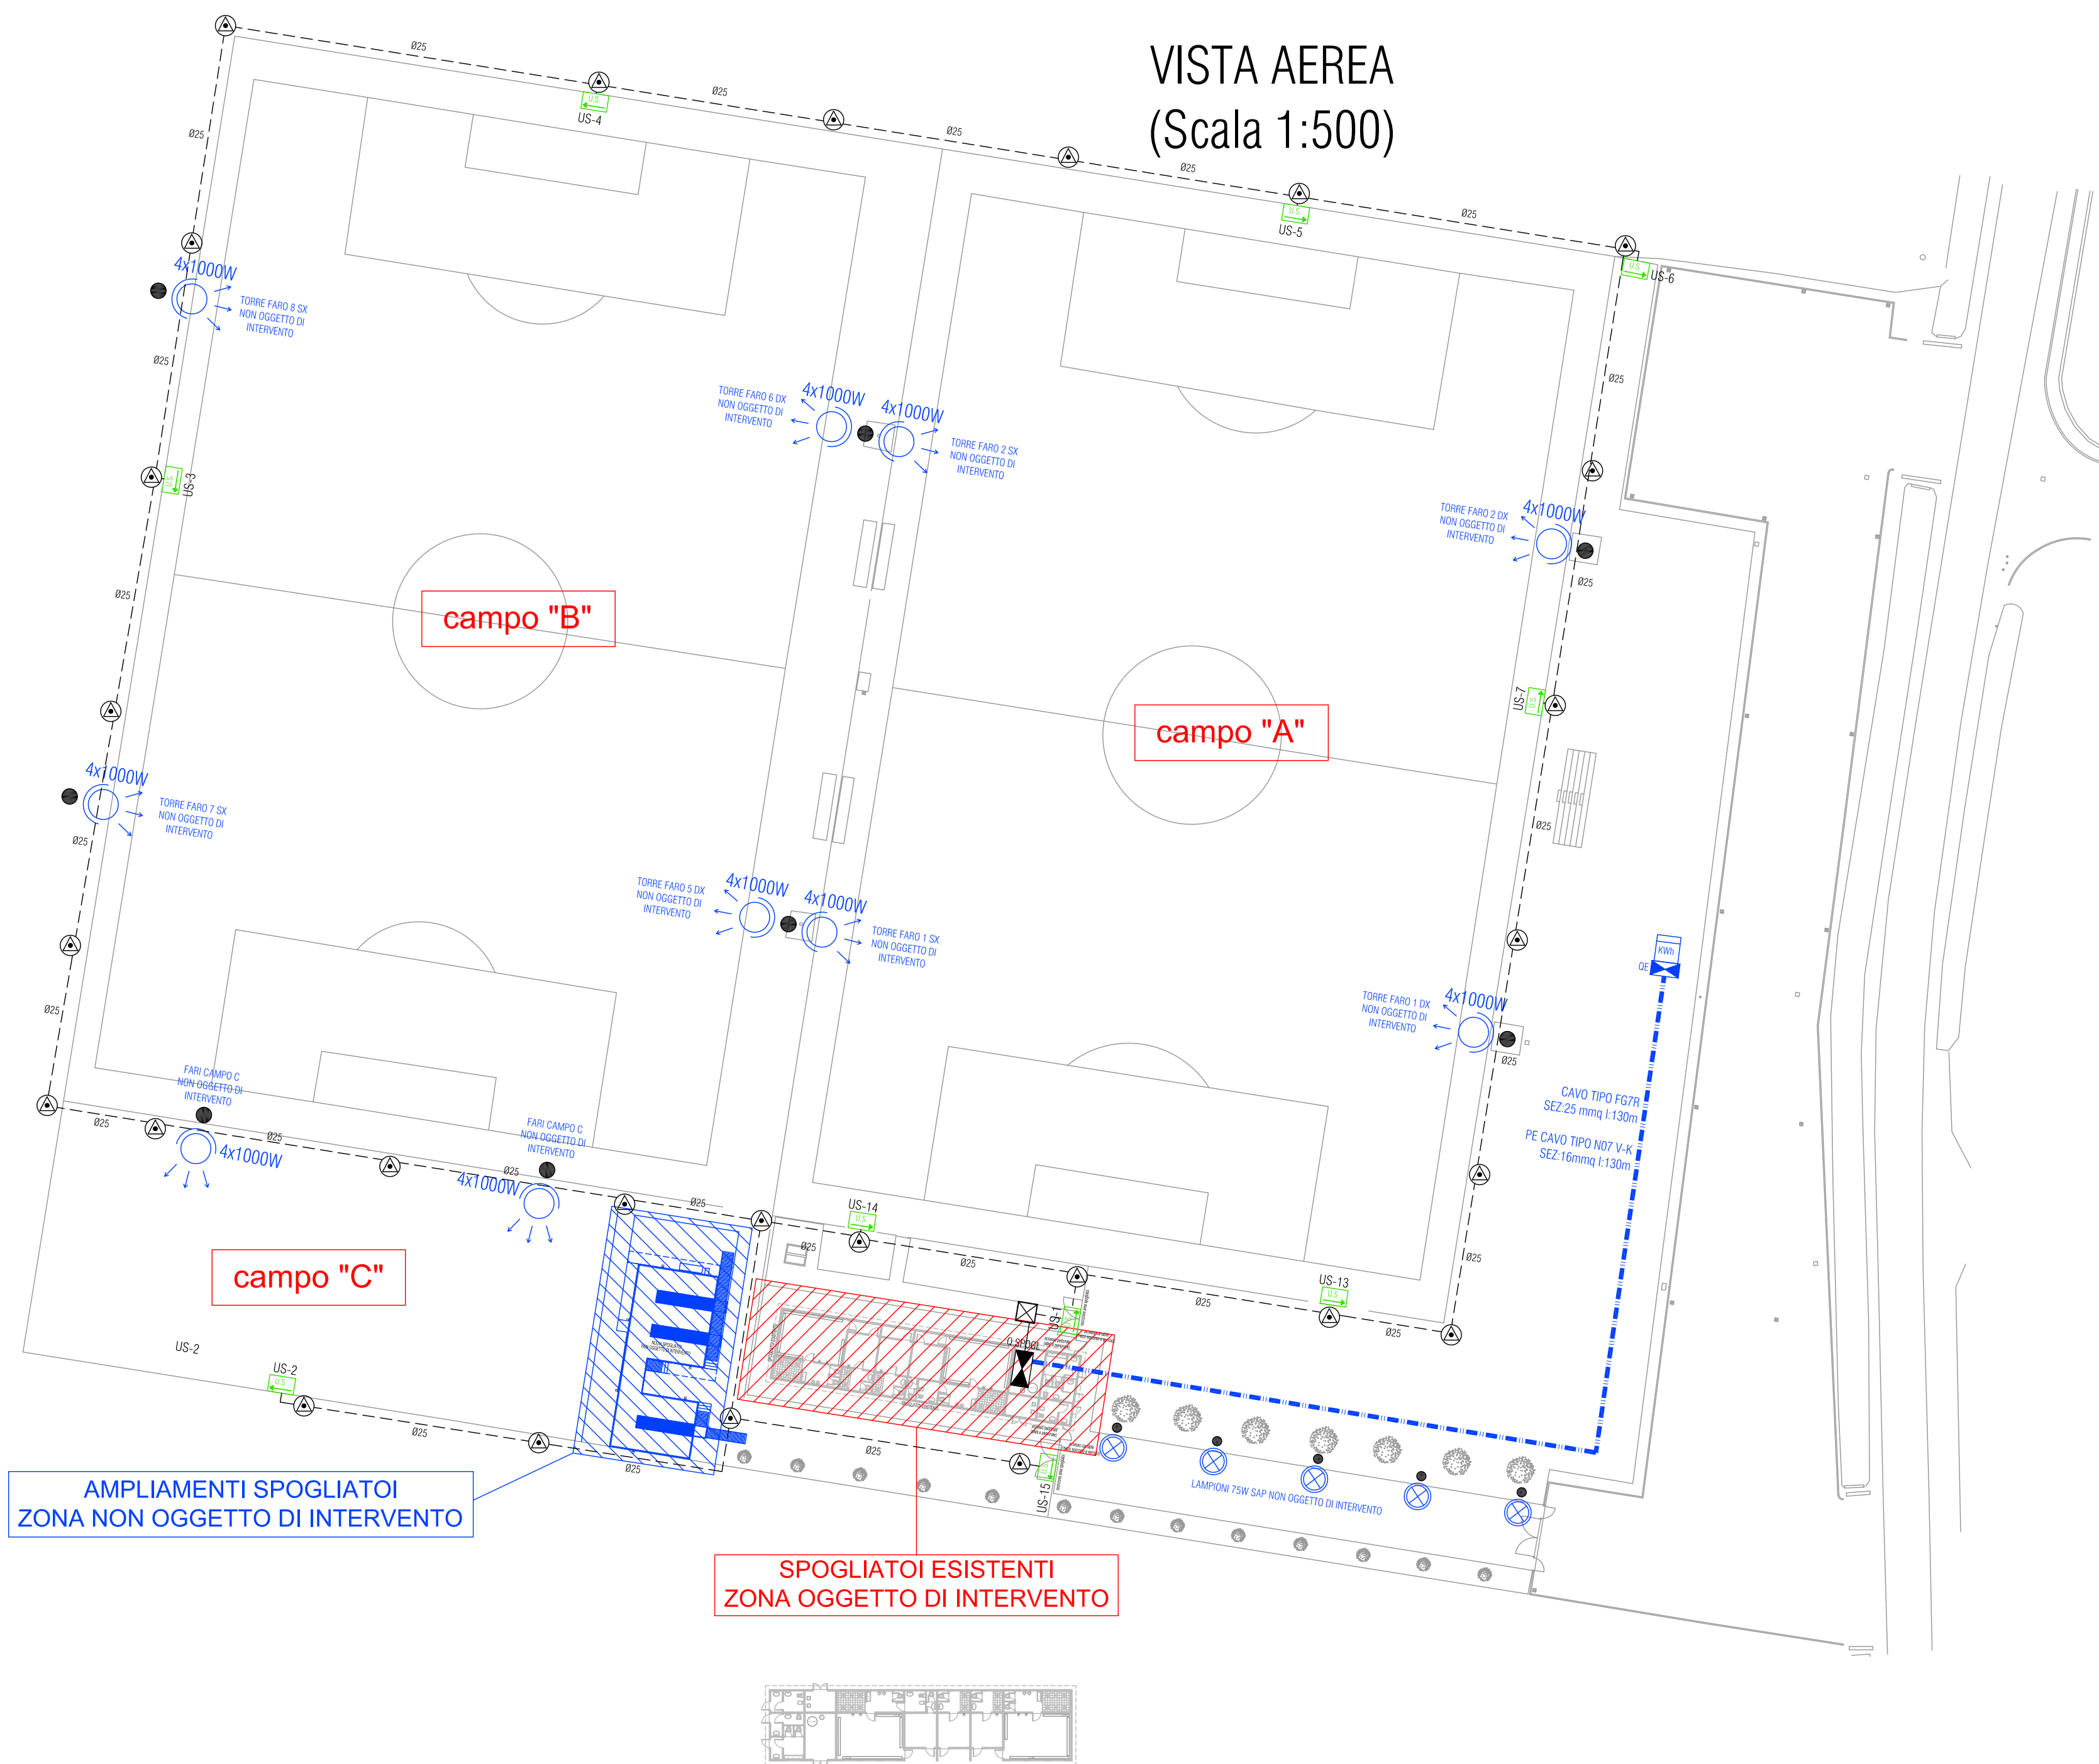 VISTA AEREA
(Scala 1:500)
Ø25
Ø25
Ø25
Ø25
Ø25
Ø25
U.S.
US-4
U.S.
US-5
U.S.
US-6
4x1000W
TORRE FARO 8 SX
NON OGGETTO DI
INTERVENTO
Ø25
Ø25
TORRE FARO 6 DX
NON OGGETTO DI
INTERVENTO
4x1000W
4x1000W
TORRE FARO 2 SX
NON OGGETTO DI
INTERVENTO
U.S.
US-3
TORRE FARO 2 DX
NON OGGETTO DI
INTERVENTO
4x1000W
Ø25
Ø25
campo "B"
campo "A"
U.S.
US-7
4x1000W
TORRE FARO 7 SX
NON OGGETTO DI
INTERVENTO
Ø25
Ø25
TORRE FARO 5 DX
NON OGGETTO DI
INTERVENTO
4x1000W
4x1000W
TORRE FARO 1 SX
NON OGGETTO DI
INTERVENTO
KWh
QE
TORRE FARO 1 DX
NON OGGETTO DI
INTERVENTO
4x1000W
Ø25
Ø25
CAVO TIPO FG7R
SEZ:25 mmq l:130m
PE CAVO TIPO N07 V-K
SEZ:16mmq l:130m
FARI CAMPO C
NON OGGETTO DI
INTERVENTO
Ø25
Ø25
4x1000W
FARI CAMPO C
NON OGGETTO DI
INTERVENTO
Ø25
4x1000W
Ø25
US-14
U.S.
Ø25
Ø25
Ø25
campo "C"
US-13
U.S.
Ø25
Ø25
US-1
Q.SPOGL
US-2
US-2
U.S.
Ø25
Ø25
Ø25
U.S.
US-15
LAMPIONI 75W SAP NON OGGETTO DI INTERVENTO
AMPLIAMENTI SPOGLIATOI
ZONA NON OGGETTO DI INTERVENTO
SPOGLIATOI ESISTENTI
ZONA OGGETTO DI INTERVENTO